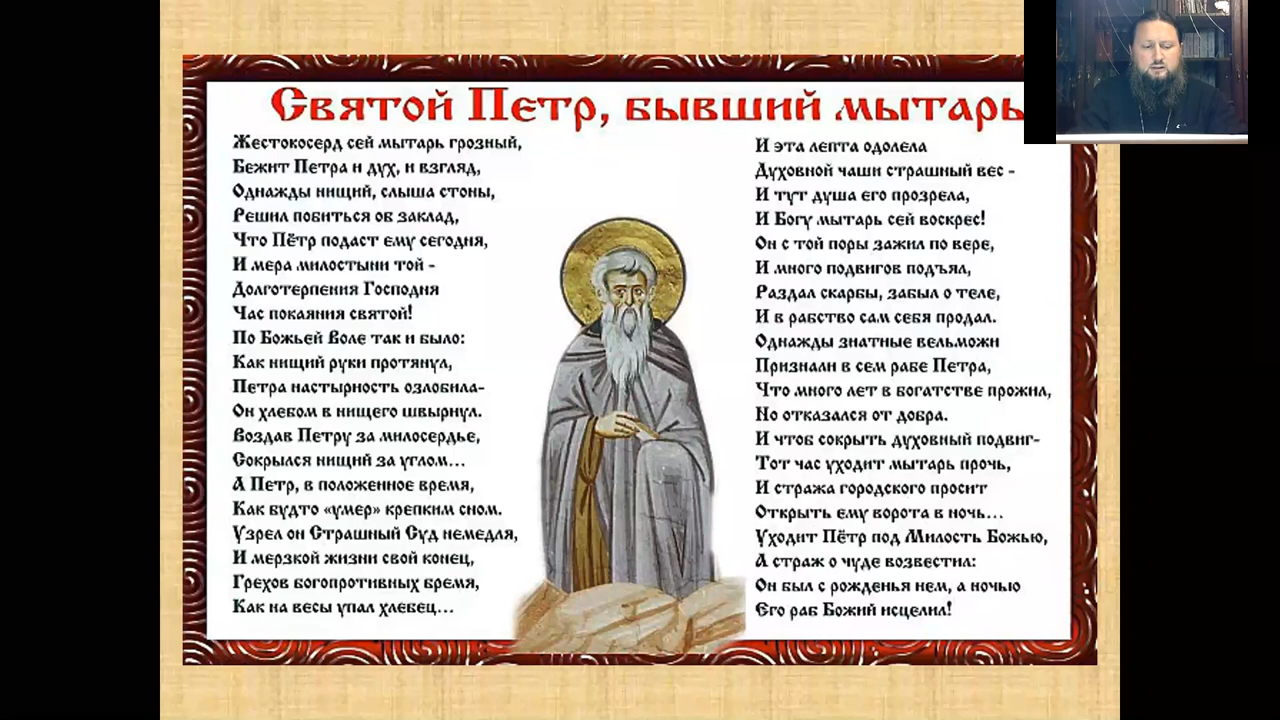 Святой Петр, бывший мытарь
Жестокосерд сей мытарь грозный,
Бежит Петра и дух, и взгляд,
Однажды нищий, слыша стоны,
Решил побиться об заклад,
Что Пётр подаст ему сегодня,
И мера милостыни той -
Долготерпения Господня
Час покаяния святой!
По Божьей Воле так и было:
Как нищий руки протянул,
Петра настырность озлобила-
Он хлебом в нищего швырнул.
Воздав Петру за милосердье,
Сокрылся нищий за углом...
А Петр, в положенное время,
Как будто «умер» крепким сном.
Узрел он Страшный Суд немедля,
И мерзкой жизни свой конец,
Грехов богопротивных бремя,
Как на весы упал хлебец...
И эта лепта одолела
Духовной чаши страшный вес -
И тут душа его прозрела,
И Богу мытарь сей воскрес!
Он с той поры зажил по вере,
И много подвигов подъял,
Раздал скарбы, забыл о теле,
И в рабство сам себя продал.
Однажды знатные вельможи
Признали в сем рабе Петра,
Что много лет в богатстве прожил,
Но отказался от добра.
И чтоб сокрыть духовный подвиг-
Тот час уходит мытарь прочь,
И стража городского просит
Открыть ему ворота в ночь...
Уходит Пётр под Милость Божью,
А страж о чуде возвестил:
Он был с рожденья нем, а ночью
Его раб Божий исцелил!